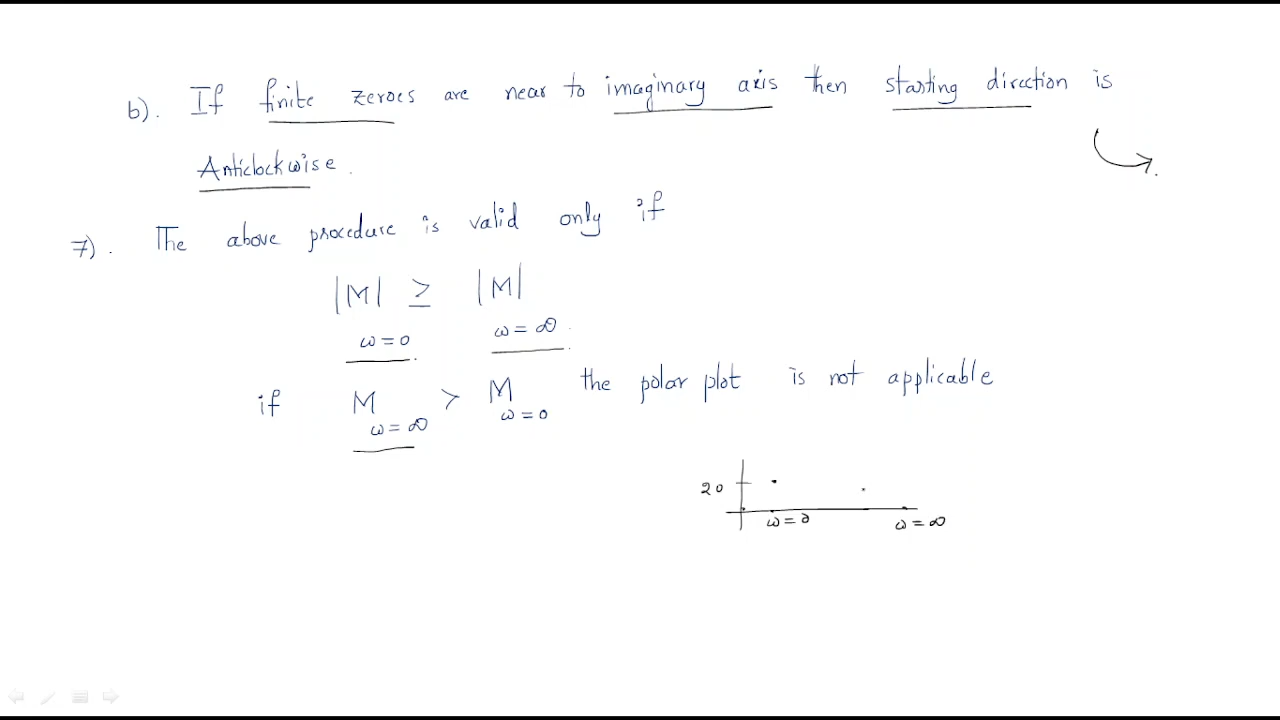 b). If finite zeroes are near to imaginary axis then starting direction is
Anticlockwise.
7). The above procedure is valid only if
|M| ≥ |M|
ω=0 ω=∞
if M > M the polar plot is not applicable
ω=∞ ω=0
20
ω=0 ω=∞